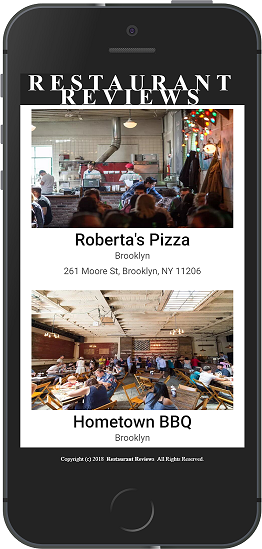 RESTAURANT
REVIEWS
Roberta's Pizza
Brooklyn
261 Moore St, Brooklyn, NY 11206
Hometown BBQ
Brooklyn
Copyright (c) 2018 Restaurant Reviews All Rights Reserved.